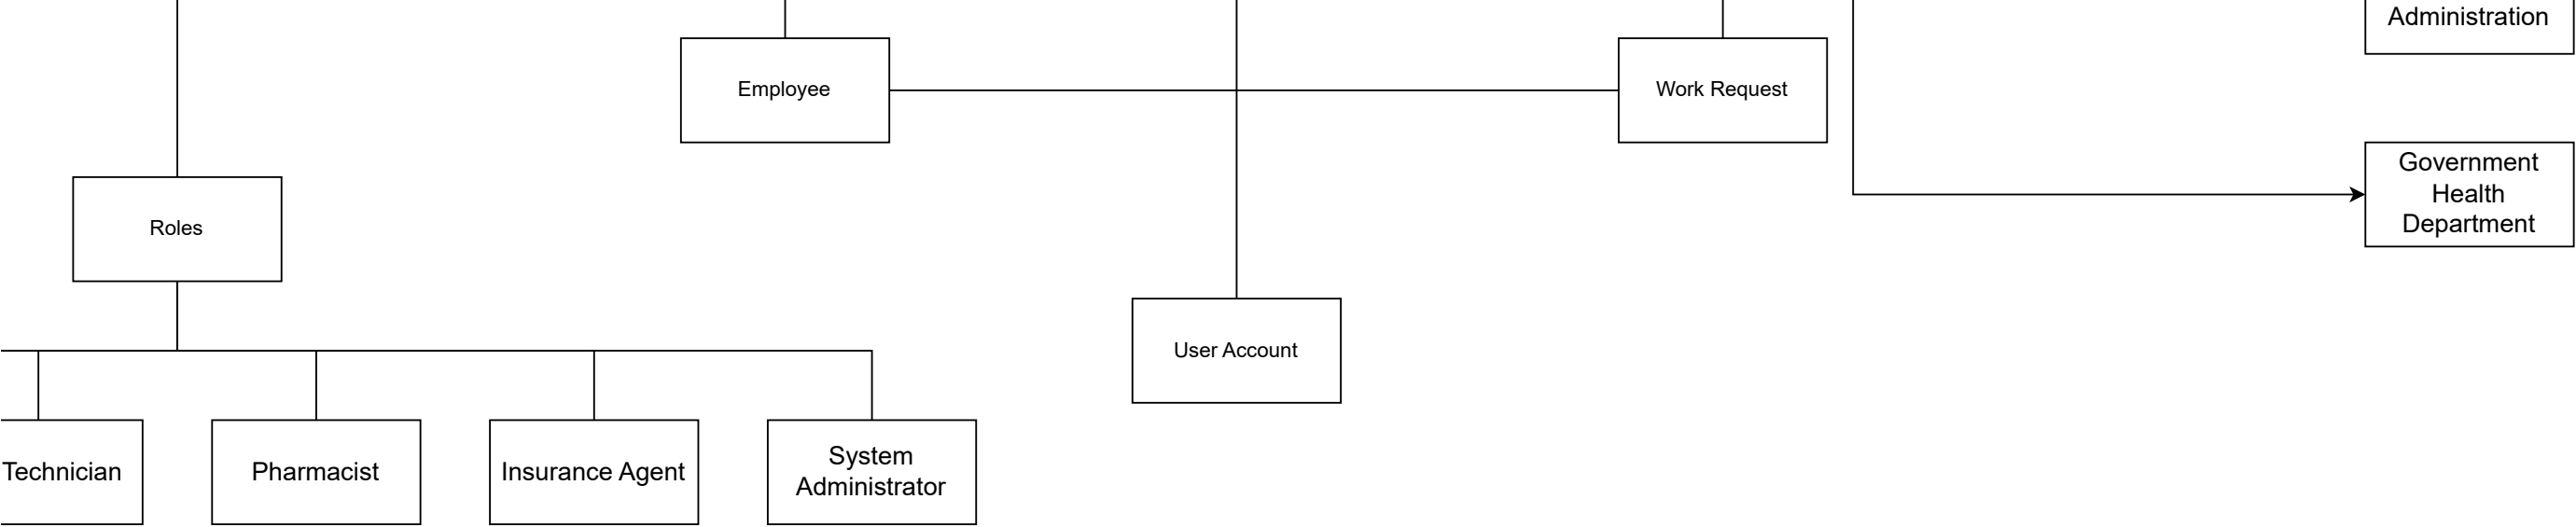 Administration
Employee
Work Request
Government
Health
Department
Roles
User Account
Technician
Pharmacist
Insurance Agent
System
Administrator